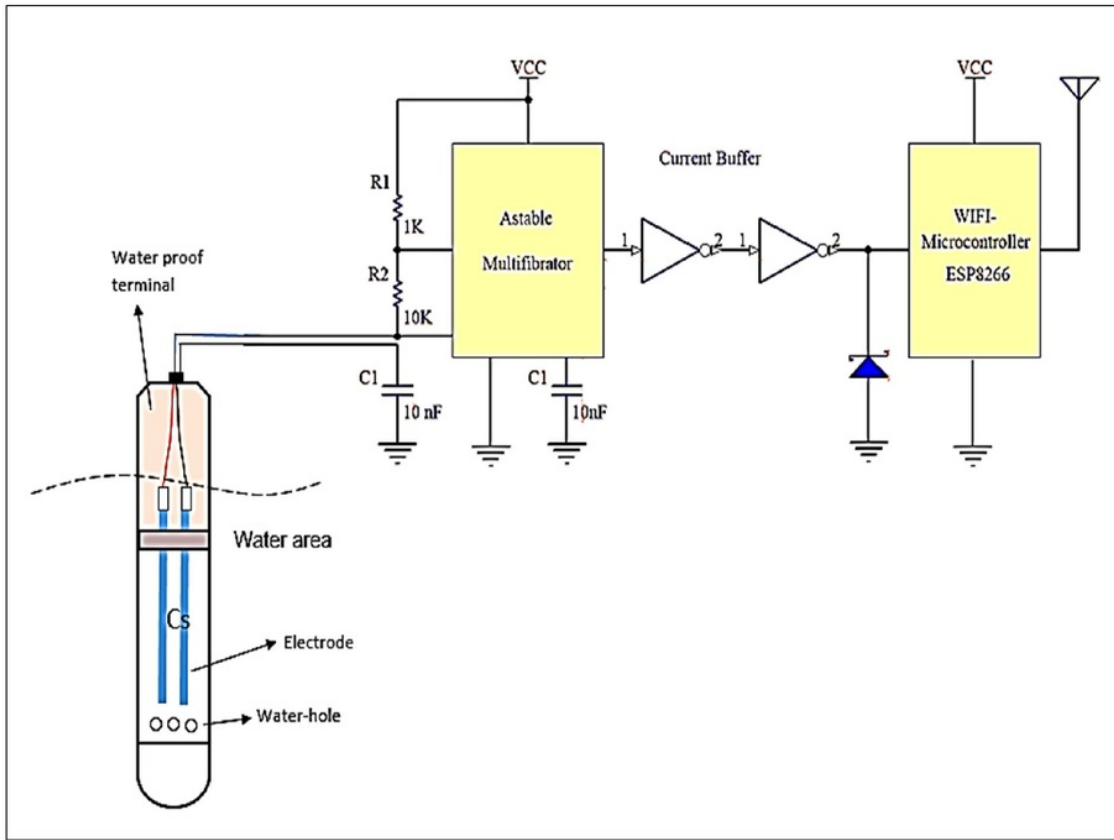 VCC
VCC
Current Buffer
R1
1K
Astable
Multifibrator
1
2
1
2
WIFI-
Microcontroller
ESP8266
R2
10K
Water proof
terminal
C1
10 nF
C1
10nF
Water area
Cs
Electrode
Water-hole